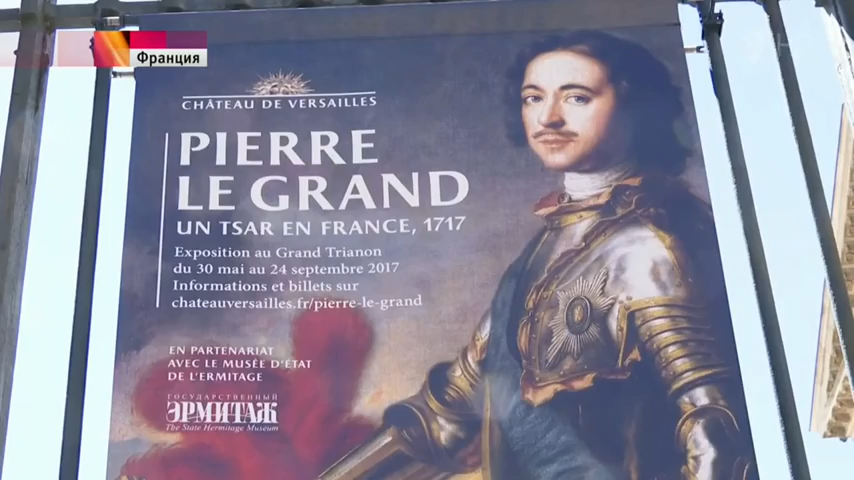 Франция
CHÂTEAU DE VERSAILLES
PIERRE
LE GRAND
UN TSAR EN FRANCE, 1717
Exposition au Grand Trianon
du 30 mai au 24 septembre 2017
Informations et billets sur
chateauversailles.fr/pierre-le-grand
EN PARTENARIAT
AVEC LE MUSÉE D'ÉTAT
DE L'ERMITAGE
ГОСУДАРСТВЕННЫЙ
ЭРМИТАЖ
The State Hermitage Museum